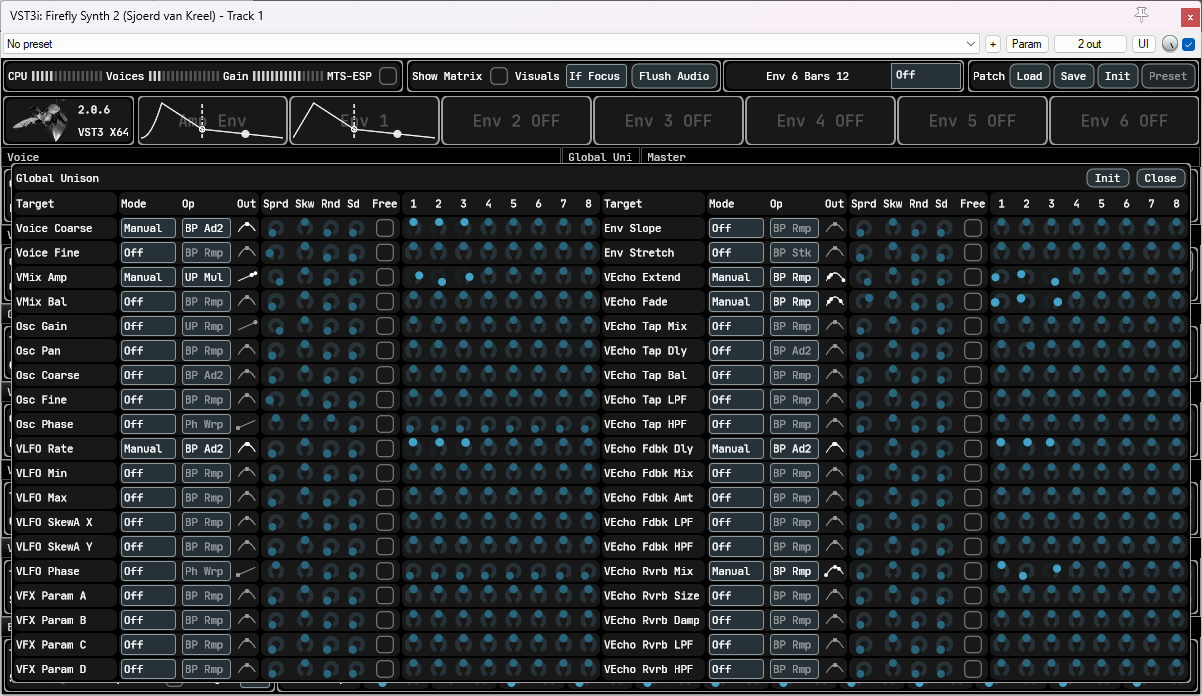 VST3i: Firefly Synth 2 (Sjoerd van Kreel) - Track 1
No preset + Param 2 out UI
CPU Voices Gain MTS-ESP Show Matrix Visuals If Focus Flush Audio Env 6 Bars 12 Off Patch Load Save Init Preset
2.0.6
VST3 X64
Amp Env Env 1 Env 2 OFF Env 3 OFF Env 4 OFF Env 5 OFF Env 6 OFF
Voice Global Uni Master
Global Unison Init Close
Target Mode Op Out Sprd Skw Rnd Sd Free 1 2 3 4 5 6 7 8 Target Mode Op Out Sprd Skw Rnd Sd Free 1 2 3 4 5 6 7 8
Voice Coarse Manual BP Ad2 Env Slope Off BP Rmp
Voice Fine Off BP Rmp Env Stretch Off BP Stk
VMix Amp Manual UP Mul VEcho Extend Manual BP Rmp
VMix Bal Off BP Rmp VEcho Fade Manual BP Rmp
Osc Gain Off UP Rmp VEcho Tap Mix Off BP Rmp
Osc Pan Off BP Rmp VEcho Tap Dly Off BP Ad2
Osc Coarse Off BP Ad2 VEcho Tap Bal Off BP Rmp
Osc Fine Off BP Rmp VEcho Tap LPF Off BP Rmp
Osc Phase Off Ph Wrp VEcho Tap HPF Off BP Rmp
VLFO Rate Manual BP Ad2 VEcho Fdbk Dly Manual BP Ad2
VLFO Min Off BP Rmp VEcho Fdbk Mix Off BP Rmp
VLFO Max Off BP Rmp VEcho Fdbk Amt Off BP Rmp
VLFO SkewA X Off BP Rmp VEcho Fdbk LPF Off BP Rmp
VLFO SkewA Y Off BP Rmp VEcho Fdbk HPF Off BP Rmp
VLFO Phase Off Ph Wrp VEcho Rvrb Mix Manual BP Rmp
VFX Param A Off BP Rmp VEcho Rvrb Size Off BP Rmp
VFX Param B Off BP Rmp VEcho Rvrb Damp Off BP Rmp
VFX Param C Off BP Rmp VEcho Rvrb LPF Off BP Rmp
VFX Param D Off BP Rmp VEcho Rvrb HPF Off BP Rmp